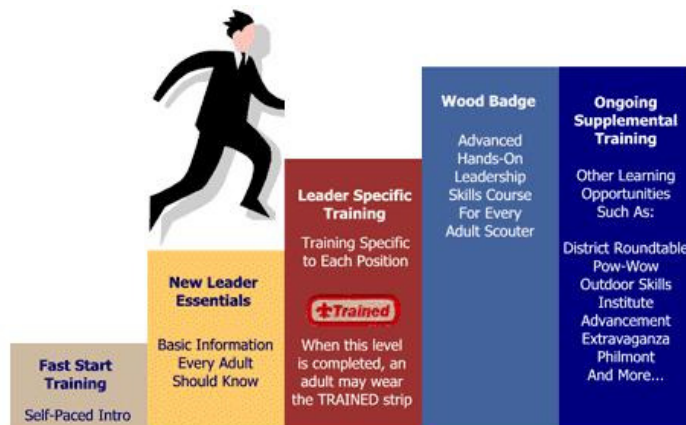 Fast Start
Training
Self-Paced Intro
New Leader
Essentials
Basic Information
Every Adult
Should Know
Leader Specific
Training
Training Specific
to Each Position
Trained
When this level
is completed, an
adult may wear
the TRAINED strip
Wood Badge
Advanced
Hands-On
Leadership
Skills Course
For Every
Adult Scouter
Ongoing
Supplemental
Training
Other Learning
Opportunities
Such As:
District Roundtable
Pow-Wow
Outdoor Skills
Institute
Advancement
Extravaganza
Philmont
And More...